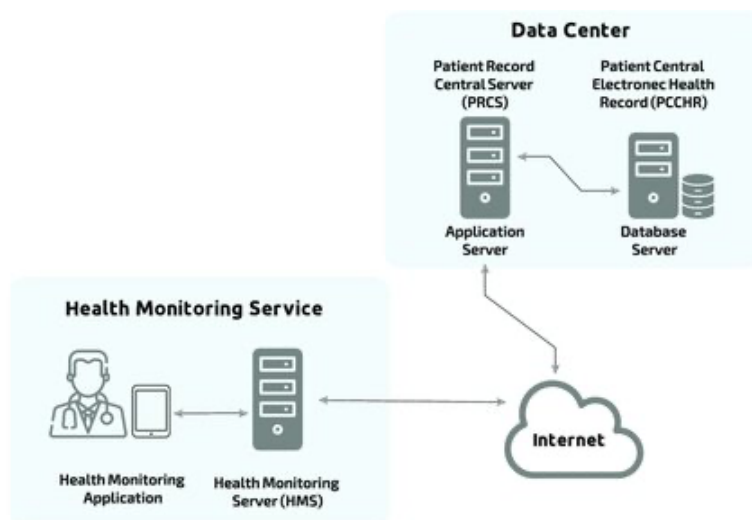 Data Center
Patient Record
Central Server
(PRCS)
Patient Central
Electronec Health
Record (PCCHR)
Application
Server
Database
Server
Health Monitoring Service
Internet
Health Monitoring
Application
Health Monitoring
Server (HMS)